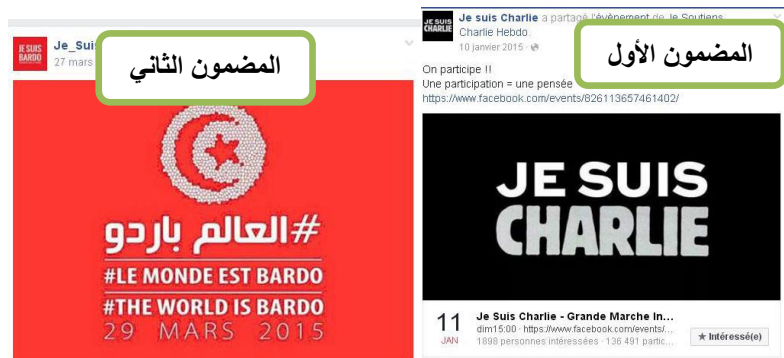 المضمون الأول
JE SUIS
CHARLIE
Je suis Charlie a partagé l'évènement de Je Soutiens
Charlie Hebdo.
10 janvier 2015
On participe !!
Une participation = une pensée
https://www.facebook.com/events/826113657461402/
JE SUIS
CHARLIE
11
JAN
Je Suis Charlie - Grande Marche In...
dim15:00 · https://www.facebook.com/events/...
1898 personnes intéressées · 136 491 partic...
★ Intéressé(e)
المضمون الثاني
JE SUIS
BARDO
Je_Sui
27 mars
#العالم باردو
#LE MONDE EST BARDO
#THE WORLD IS BARDO
29 MARS 2015